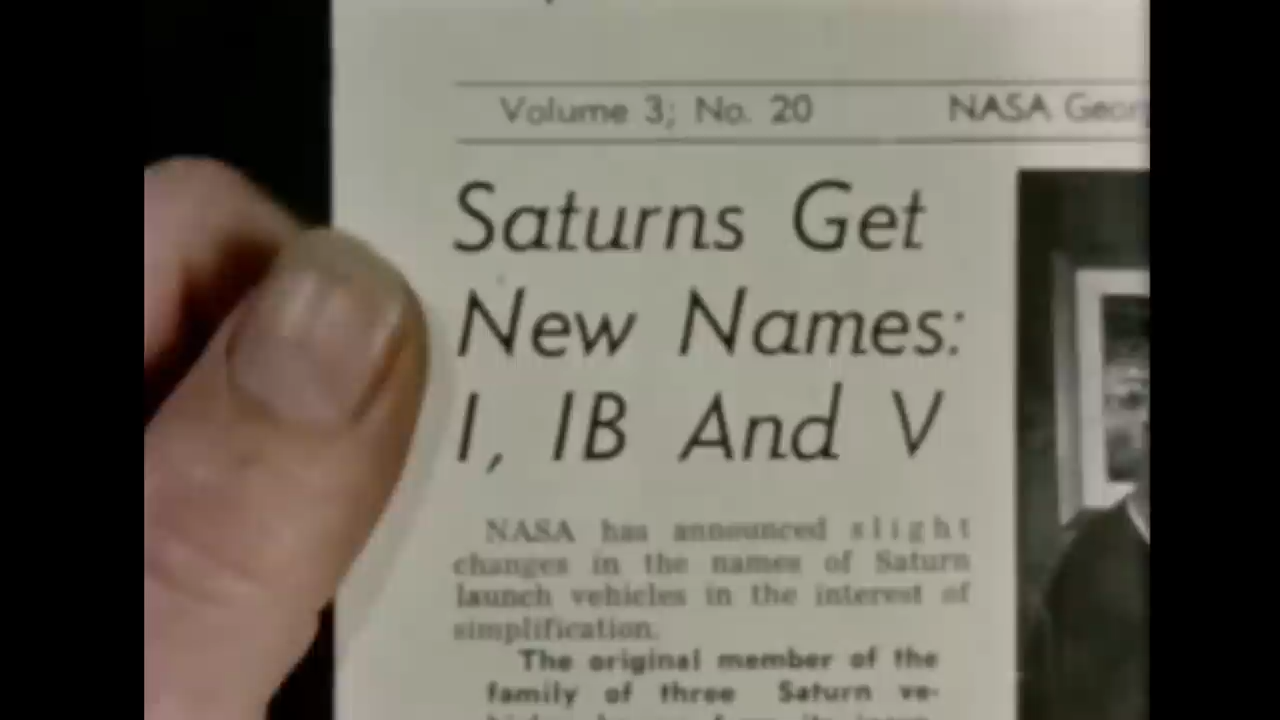 Volume 3; No. 20 NASA Geor
Saturns Get
New Names:
I, IB And V
NASA has announced slight
changes in the names of Saturn
launch vehicles in the interest of
simplification.
The original member of the
family of three Saturn ve-